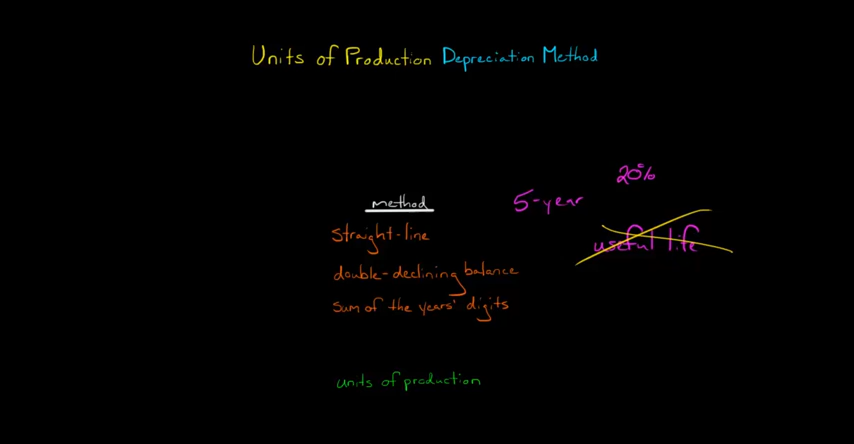 Units of Production Depreciation Method
20%
method
5-year
straight-line
useful life
double-declining balance
sum of the years' digits
units of production